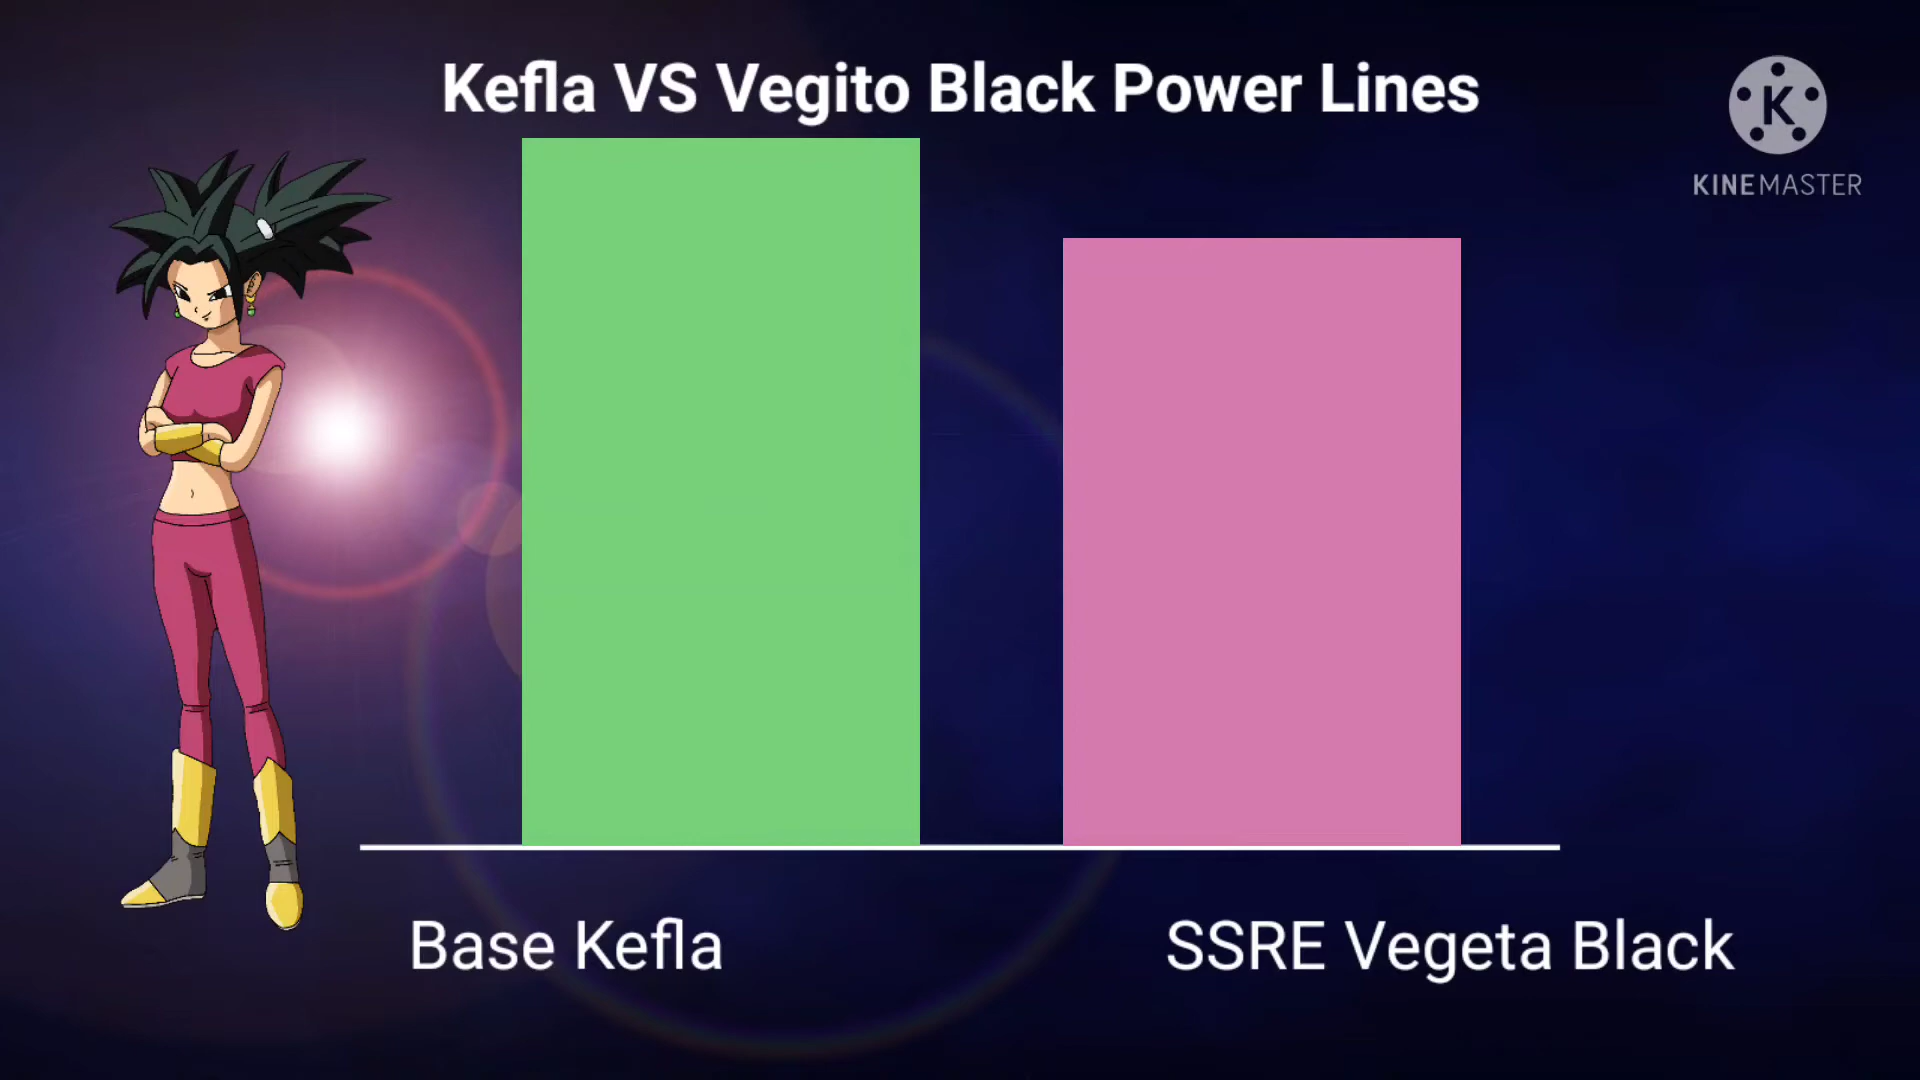 Kefla VS Vegito Black Power Lines
K
KINEMASTER
Base Kefla
SSRE Vegeta Black